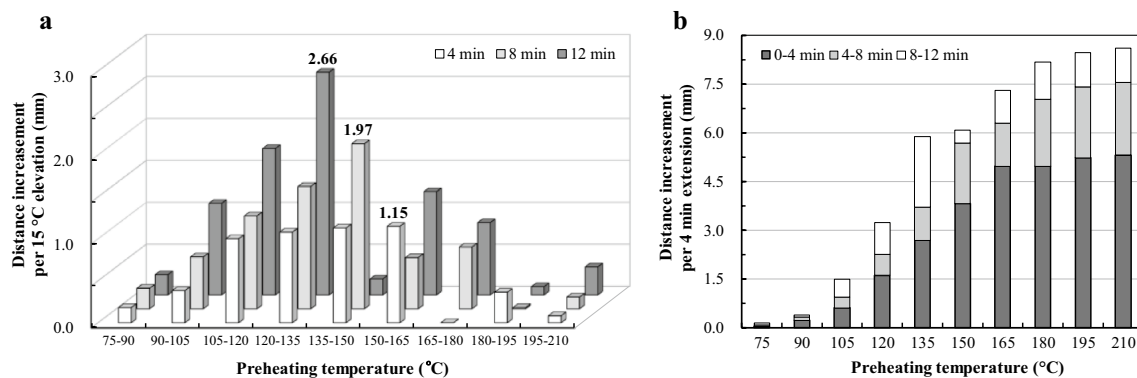 a
4 min 8 min 12 min
Distance increasement
per 15 °C elevation (mm)
3.0
2.0
1.0
0.0
2.66
1.97
1.15
75-90 90-105 105-120 120-135 135-150 150-165 165-180 180-195 195-210
Preheating temperature (°C)
b
0-4 min 4-8 min 8-12 min
Distance increasement
per 4 min extension (mm)
9.0
7.5
6.0
4.5
3.0
1.5
0.0
75 90 105 120 135 150 165 180 195 210
Preheating temperature (°C)